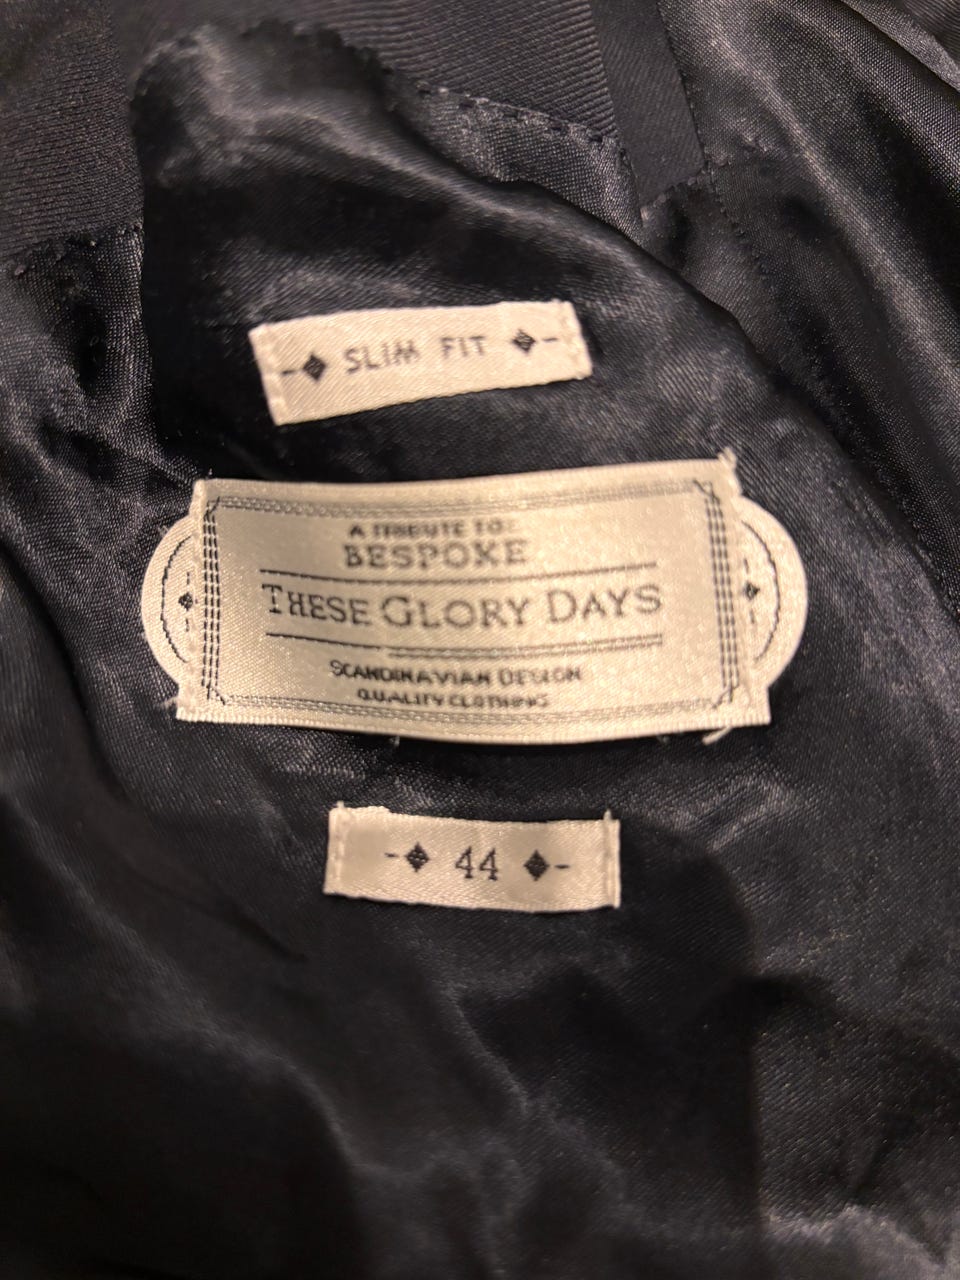 SLIM FIT
A TRIBUTE TO
BESPOKE
THESE GLORY DAYS
SCANDINAVIAN DESIGN
QUALITY CLOTHING
44